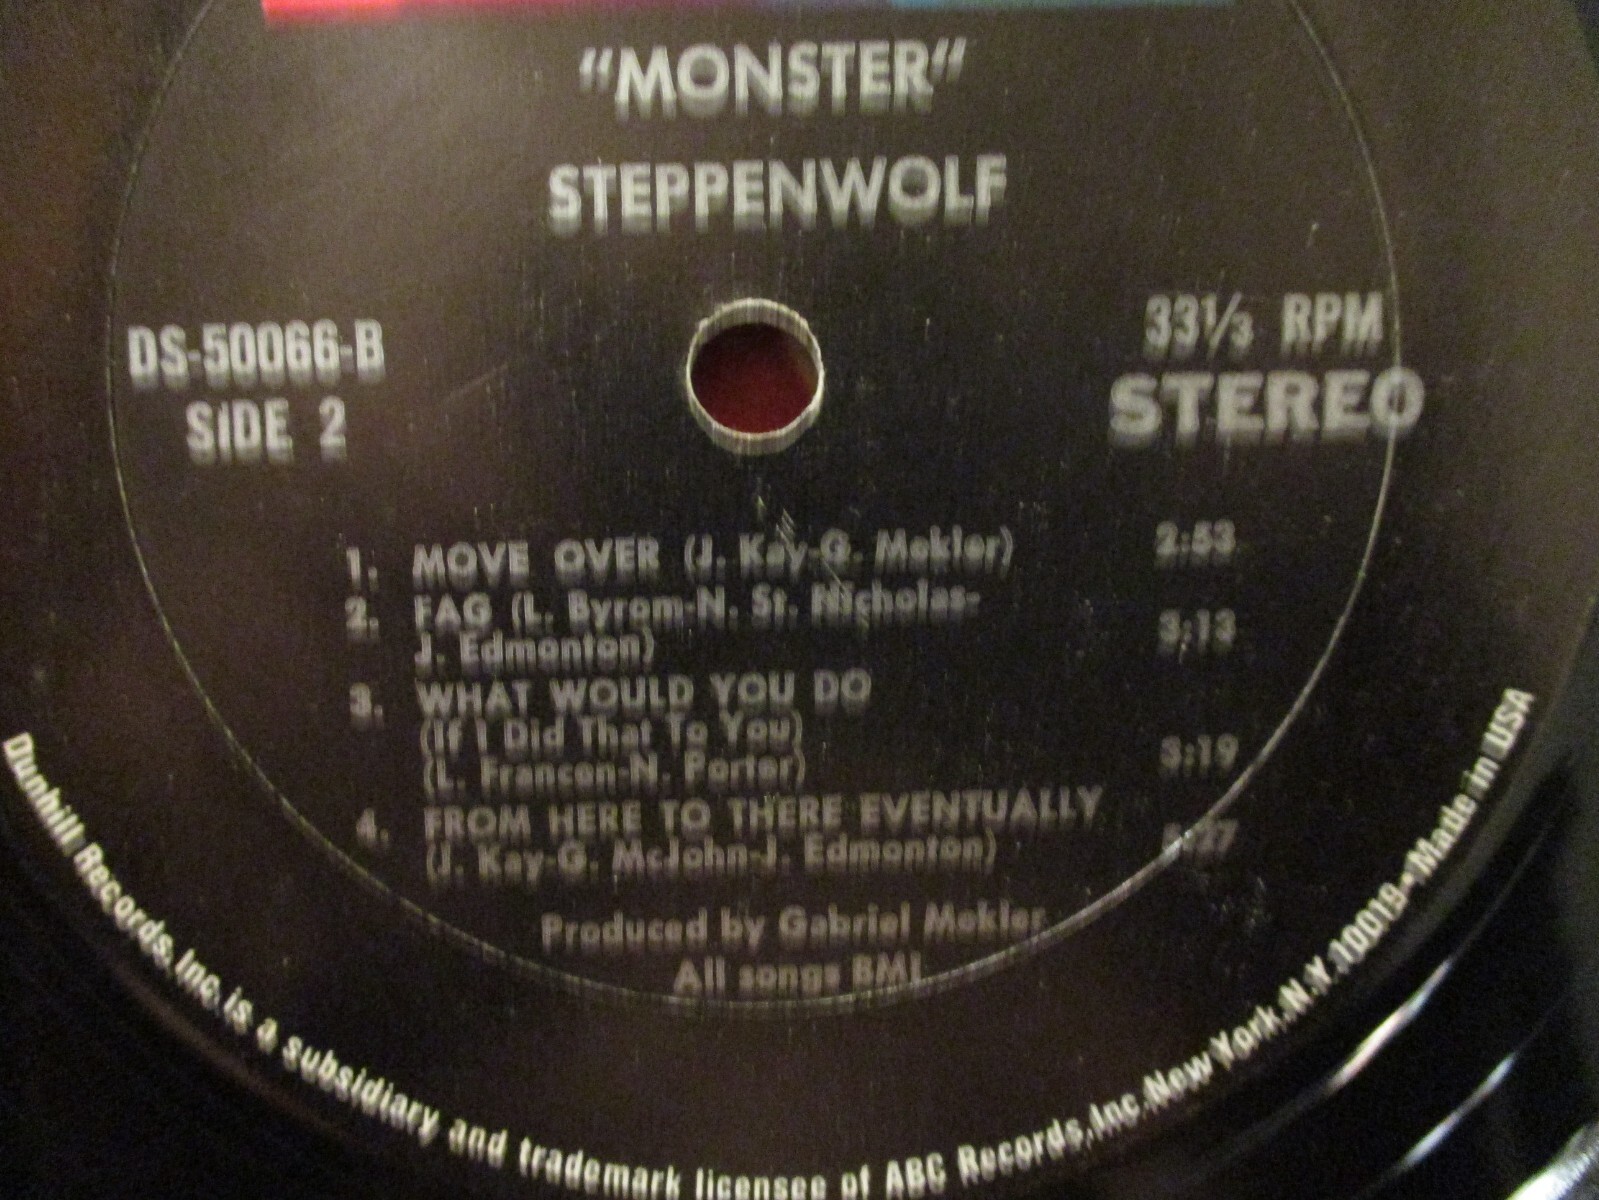 "MONSTER"
STEPPENWOLF
DS-50066-B
SIDE 2
33⅓ RPM
STEREO
1. MOVE OVER (J. Kay-G. Mekler) 2:53
2. FAG (L. Byrom-N. St. Nicholas-
J. Edmonton) 3:13
3. WHAT WOULD YOU DO
(If I Did That To You)
(L. Francen-N. Porter) 3:19
4. FROM HERE TO THERE EVENTUALLY
(J. Kay-G. McJohn-J. Edmonton)
Produced by Gabriel Mekler
All songs BMI
Dunhill Records, Inc. is a subsidiary and trademark licensee of ABC Records, Inc. New York, N.Y. 10019 • Made in USA